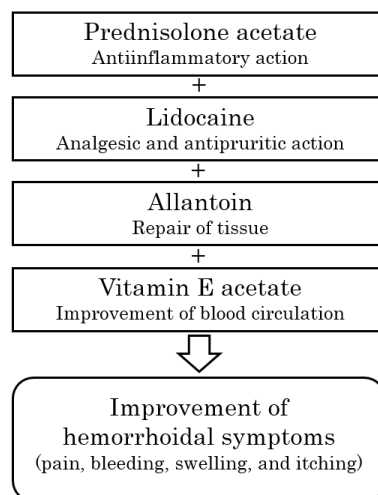 Prednisolone acetate
Antiinflammatory action
+
Lidocaine
Analgesic and antipruritic action
+
Allantoin
Repair of tissue
+
Vitamin E acetate
Improvement of blood circulation
Improvement of
hemorrhoidal symptoms
(pain, bleeding, swelling, and itching)